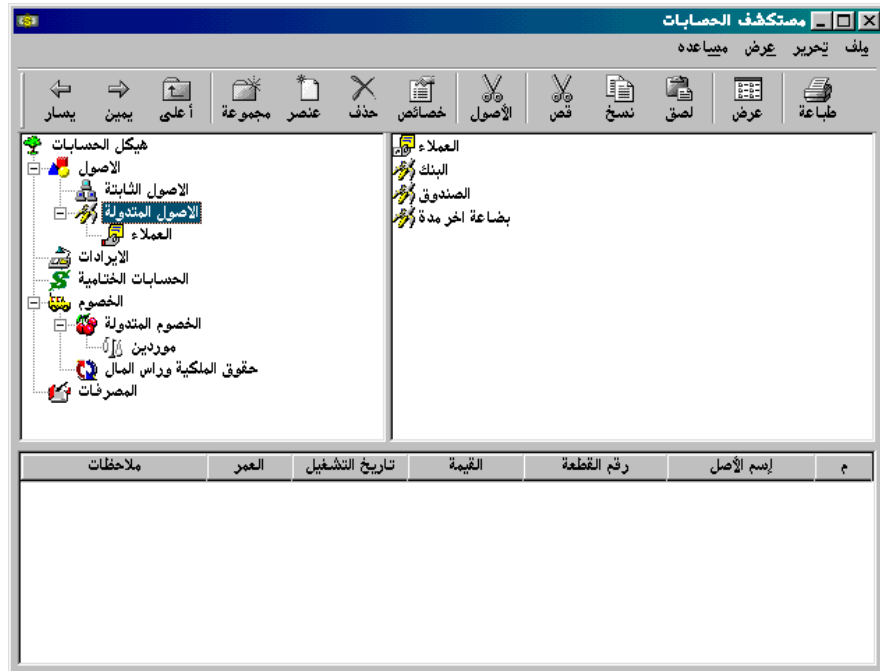 مستكشف الحسابات
ملف تحرير عرض مساعده
طباعة عرض لصق نسخ قص الأصول خصائص حذف عنصر مجموعة أعلى يمين يسار
هيكل الحسابات
الاصول
الاصول الثابتة
الاصول المتدولة
العملاء
الايرادات
الحسابات الختامية
الخصوم
الخصوم المتدولة
موردين
حقوق الملكية وراس المال
المصرفات
العملاء
البنك
الصندوق
بضاعة اخر مدة
م إسم الأصل رقم القطعة القيمة تاريخ التشغيل العمر ملاحظات